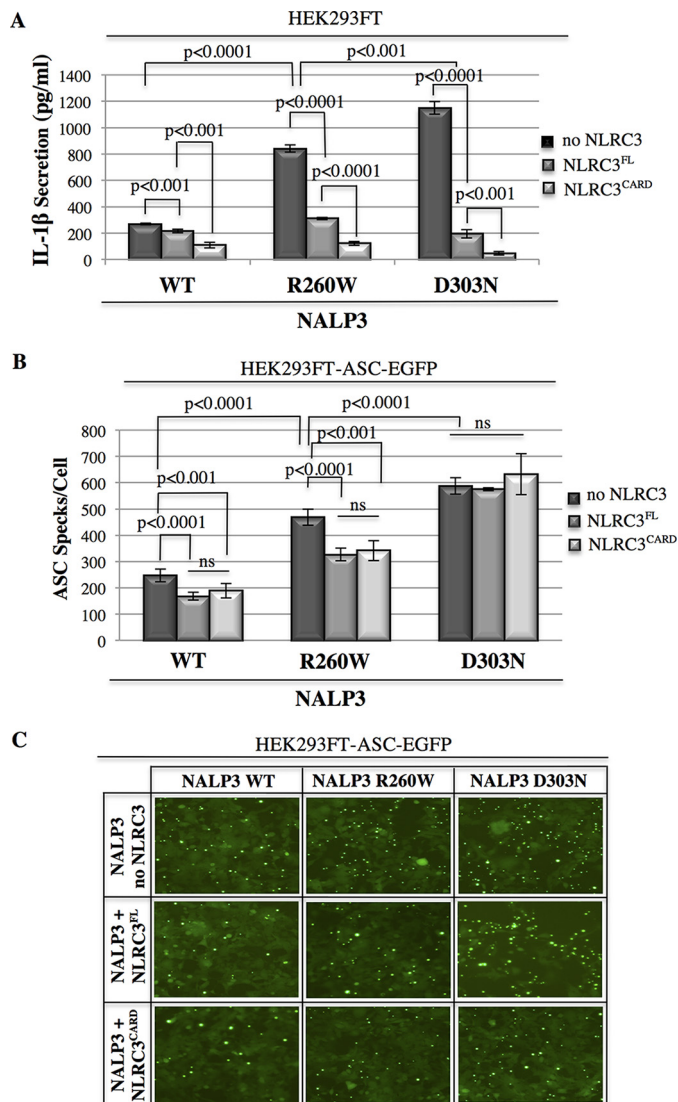 A
HEK293FT
p<0.0001
p<0.001
IL-1β Secretion (pg/ml)
1400
1200
1000
800
600
400
200
0
p<0.001
p<0.001
p<0.0001
p<0.0001
p<0.0001
p<0.001
no NLRC3
NLRC3FL
NLRC3CARD
WT
R260W
D303N
NALP3
B
HEK293FT-ASC-EGFP
p<0.0001
p<0.0001
ns
ASC Specks/Cell
800
700
600
500
400
300
200
100
0
p<0.001
p<0.0001
ns
p<0.001
p<0.0001
ns
no NLRC3
NLRC3FL
NLRC3CARD
WT
R260W
D303N
NALP3
C
HEK293FT-ASC-EGFP
NALP3 WT
NALP3 R260W
NALP3 D303N
NALP3
no NLRC3
NALP3 +
NLRC3FL
NALP3 +
NLRC3CARD